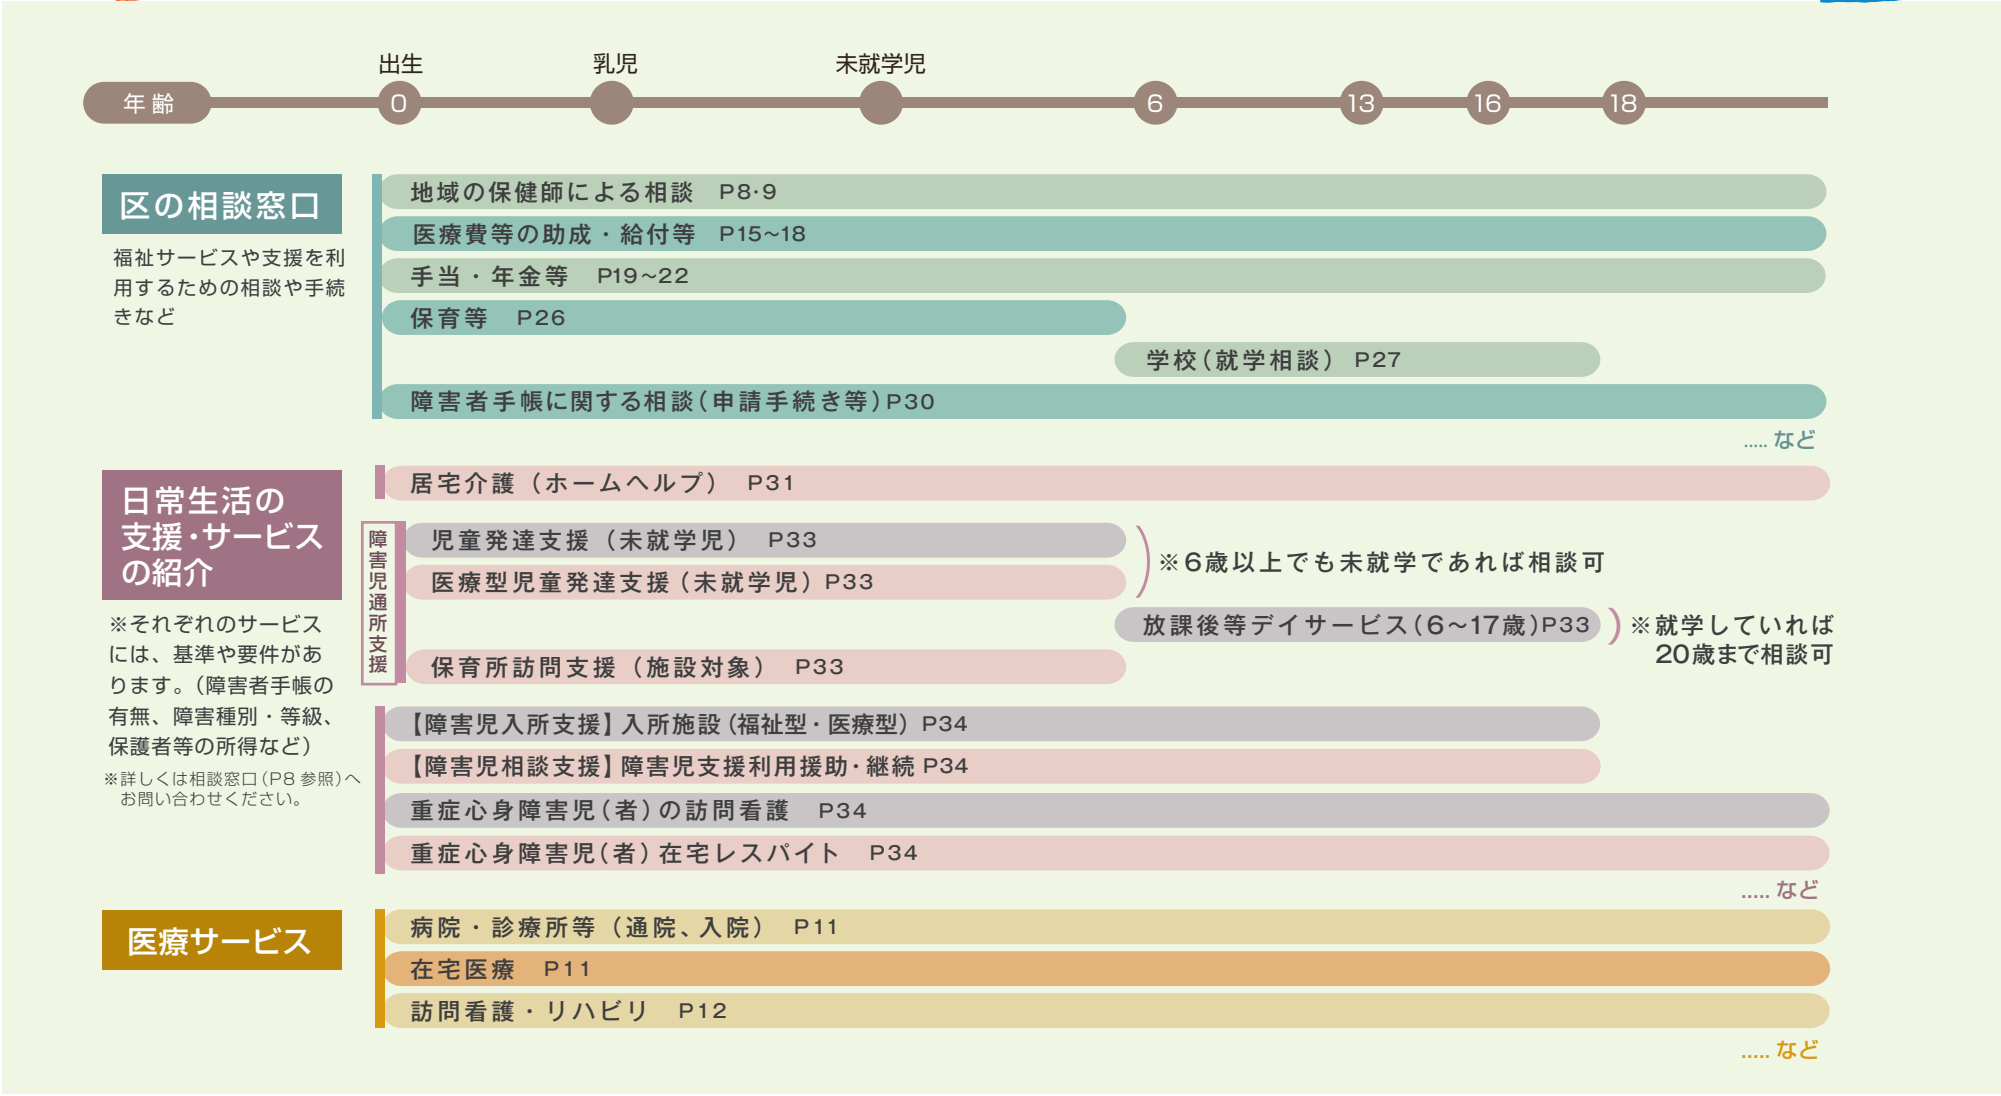 出生 乳児 未就学児
年齢 0 6 13 16 18
区の相談窓口
福祉サービスや支援を利
用するための相談や手続
きなど
地域の保健師による相談 P8･9
医療費等の助成・給付等 P15～18
手当・年金等 P19～22
保育等 P26
学校（就学相談） P27
障害者手帳に関する相談（申請手続き等）P30
..... など
日常生活の
支援・サービス
の紹介
※それぞれのサービス
には、基準や要件があ
ります。（障害者手帳の
有無、障害種別・等級、
保護者等の所得など）
※詳しくは相談窓口（P8 参照）へ
お問い合わせください。
居宅介護（ホームヘルプ） P31
障害児通所支援
児童発達支援（未就学児） P33
医療型児童発達支援（未就学児）P33
※6歳以上でも未就学であれば相談可
放課後等デイサービス（6～17歳）P33
※就学していれば
20歳まで相談可
保育所訪問支援（施設対象） P33
【障害児入所支援】入所施設（福祉型・医療型） P34
【障害児相談支援】障害児支援利用援助・継続 P34
重症心身障害児（者）の訪問看護 P34
重症心身障害児（者）在宅レスパイト P34
..... など
医療サービス
病院・診療所等（通院、入院） P11
在宅医療 P11
訪問看護・リハビリ P12
..... など